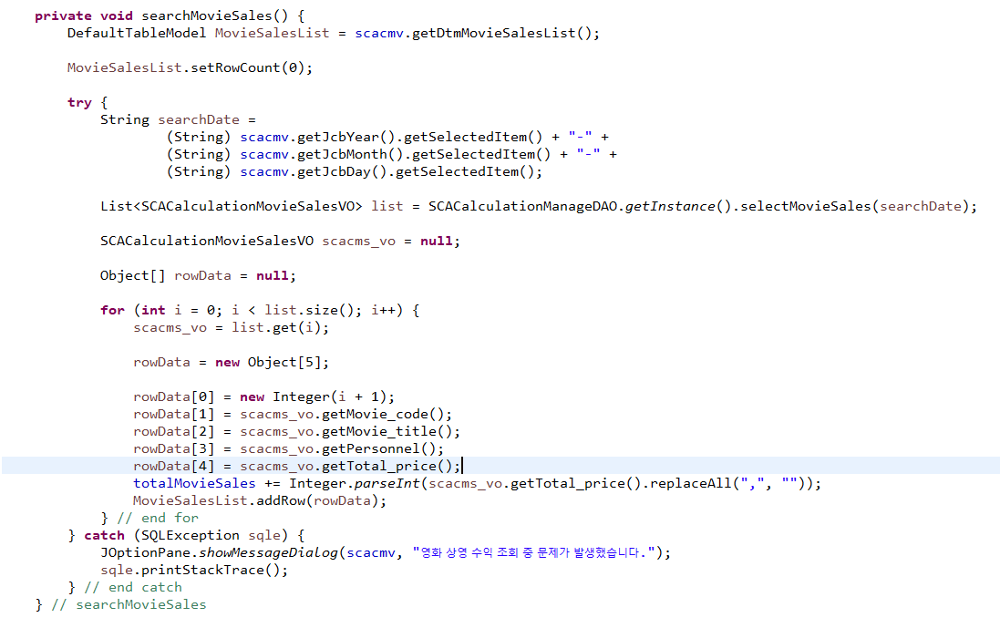 private void searchMovieSales() {
DefaultTableModel MovieSalesList = scacmv.getDtmMovieSalesList();
MovieSalesList.setRowCount(0);
try {
String searchDate =
(String) scacmv.getJcbYear().getSelectedItem() + "-" +
(String) scacmv.getJcbMonth().getSelectedItem() + "-" +
(String) scacmv.getJcbDay().getSelectedItem();
List<SCACalculationMovieSalesVO> list = SCACalculationManageDAO.getInstance().selectMovieSales(searchDate);
SCACalculationMovieSalesVO scacms_vo = null;
Object[] rowData = null;
for (int i = 0; i < list.size(); i++) {
scacms_vo = list.get(i);
rowData = new Object[5];
rowData[0] = new Integer(i + 1);
rowData[1] = scacms_vo.getMovie_code();
rowData[2] = scacms_vo.getMovie_title();
rowData[3] = scacms_vo.getPersonnel();
rowData[4] = scacms_vo.getTotal_price();
totalMovieSales += Integer.parseInt(scacms_vo.getTotal_price().replaceAll(",", ""));
MovieSalesList.addRow(rowData);
} // end for
} catch (SQLException sqle) {
JOptionPane.showMessageDialog(scacmv, "영화 상영 수익 조회 중 문제가 발생했습니다.");
sqle.printStackTrace();
} // end catch
} // searchMovieSales